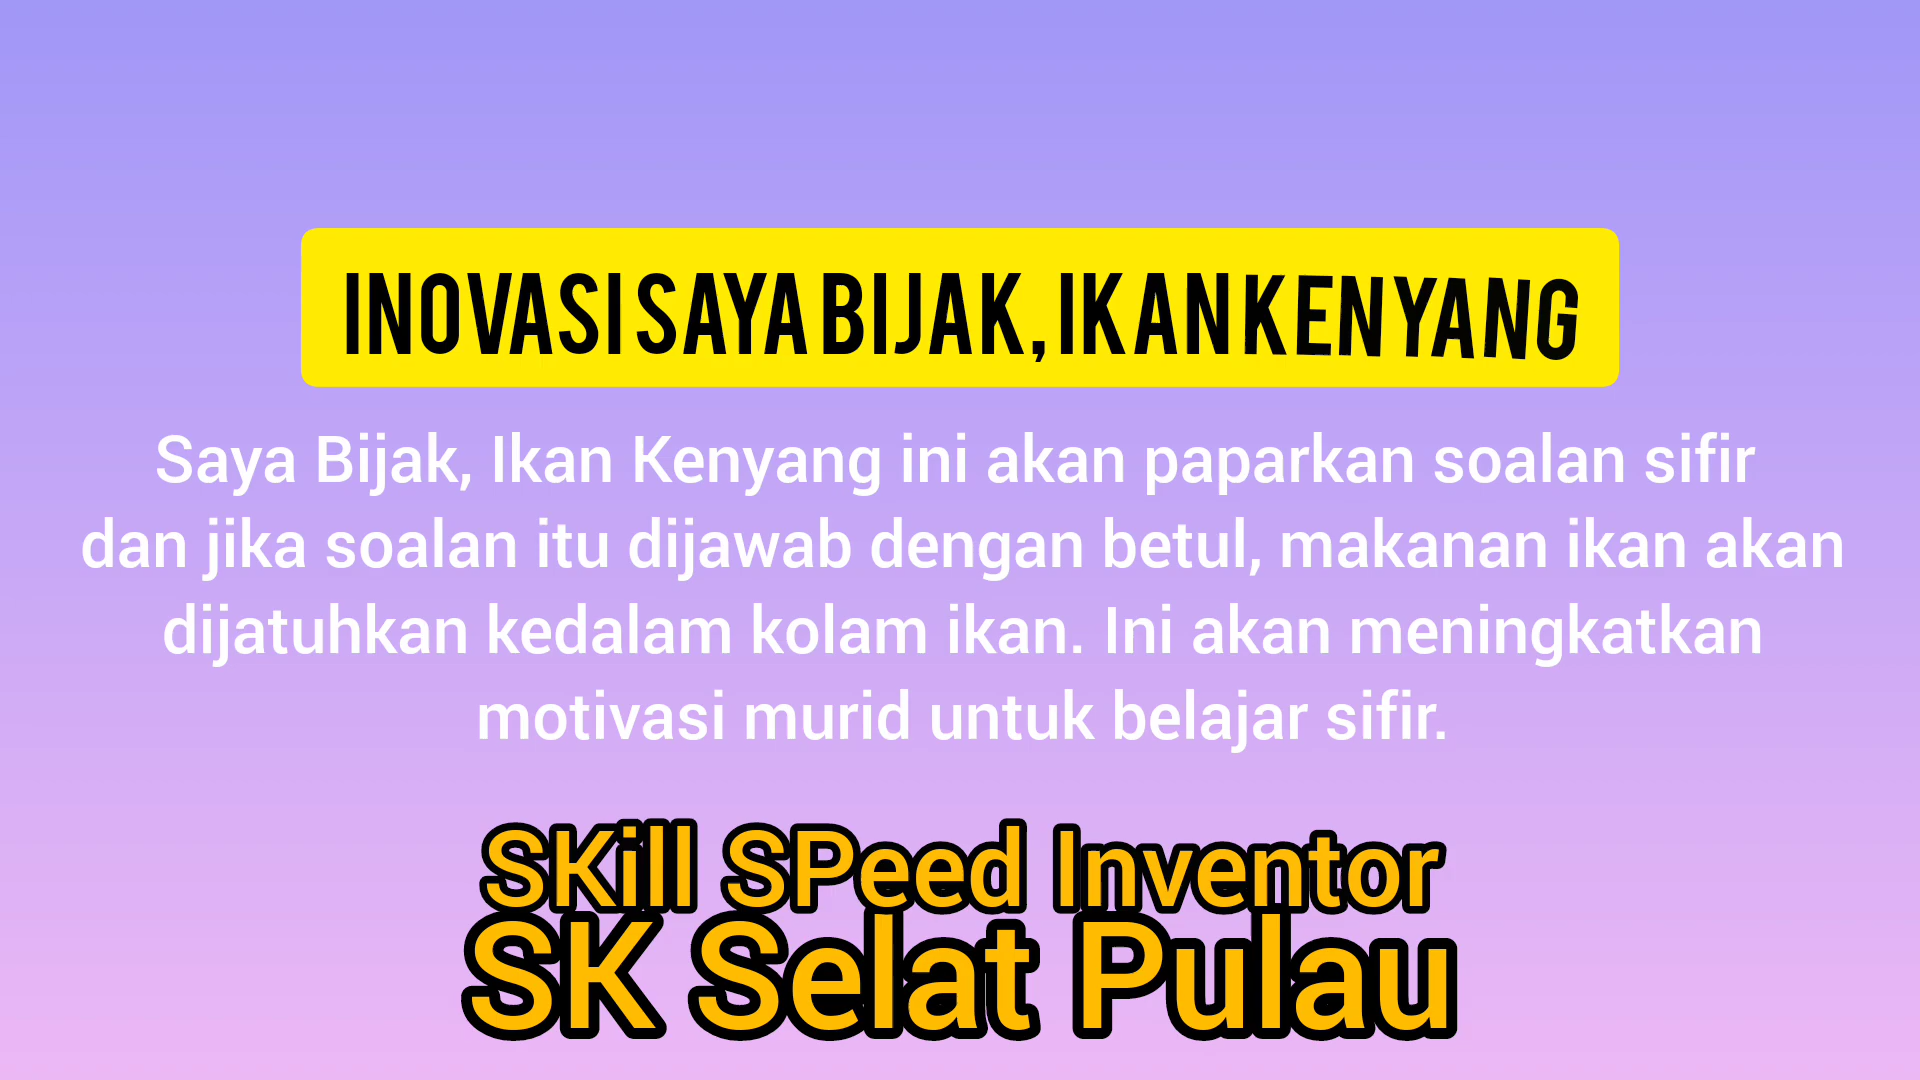 INOVASI SAYA BIJAK, IKAN KENYANG
Saya Bijak, Ikan Kenyang ini akan paparkan soalan sifir
dan jika soalan itu dijawab dengan betul, makanan ikan akan
dijatuhkan kedalam kolam ikan. Ini akan meningkatkan
motivasi murid untuk belajar sifir.
SKill SPeed Inventor
SK Selat Pulau